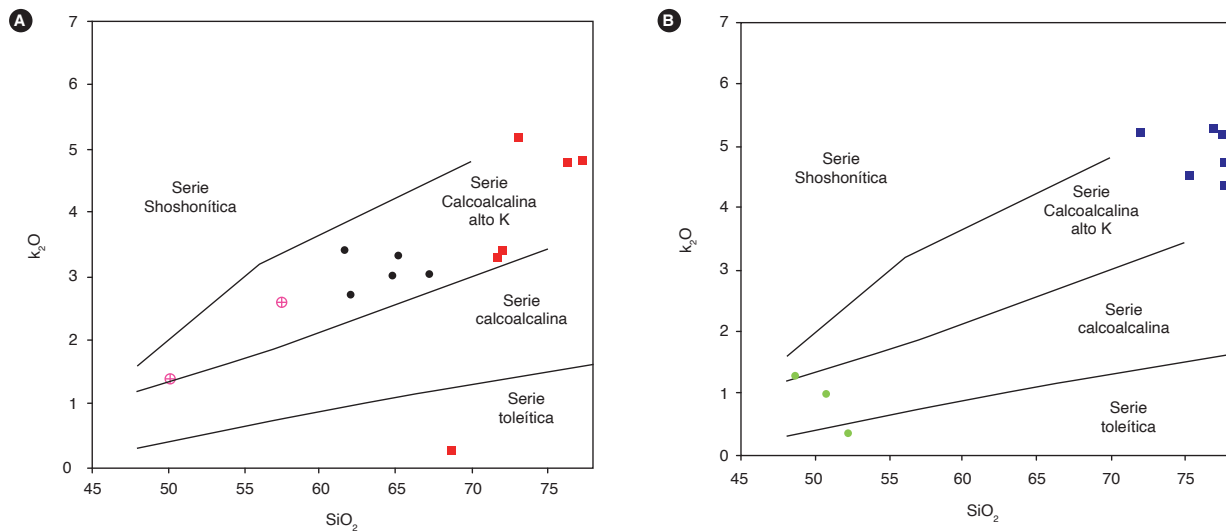 A
7
6
5
4
3
2
1
0
k₂O
45
50
55
60
65
70
75
SiO₂
Serie
Shoshonítica
Serie
Calcoalcalina
alto K
Serie
calcoalcalina
Serie
toleítica
B
7
6
5
4
3
2
1
0
k₂O
45
50
55
60
65
70
75
SiO₂
Serie
Shoshonítica
Serie
Calcoalcalina
alto K
Serie
calcoalcalina
Serie
toleítica